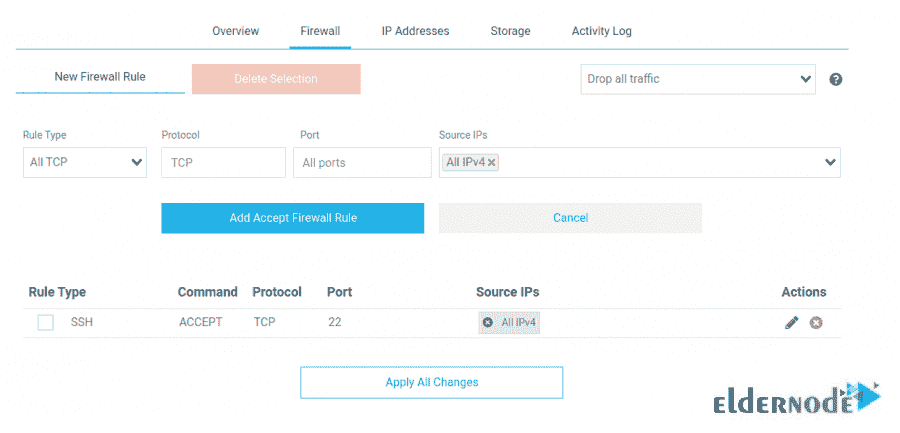 Overview Firewall IP Addresses Storage Activity Log
New Firewall Rule Delete Selection Drop all traffic ?
Rule Type Protocol Port Source IPs
All TCP TCP All ports All IPv4 ×
Add Accept Firewall Rule Cancel
Rule Type Command Protocol Port Source IPs Actions
SSH ACCEPT TCP 22 All IPv4
Apply All Changes
eldernode